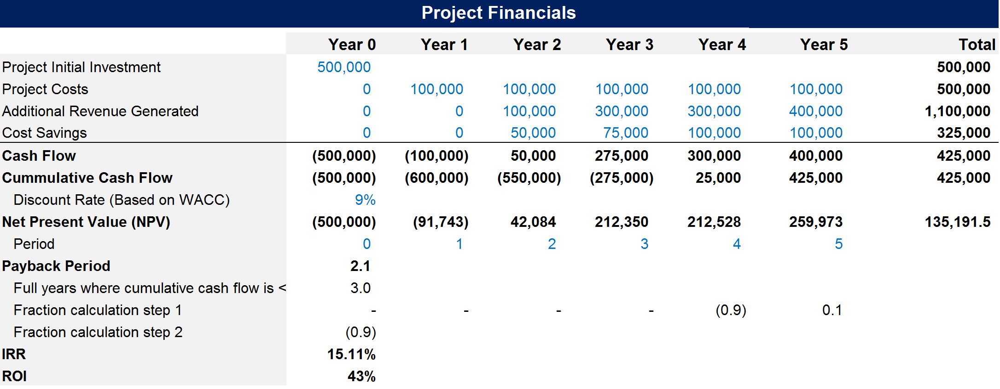 Project Financials
Year 0 Year 1 Year 2 Year 3 Year 4 Year 5 Total
Project Initial Investment 500,000 500,000
Project Costs 0 100,000 100,000 100,000 100,000 100,000 500,000
Additional Revenue Generated 0 0 100,000 300,000 300,000 400,000 1,100,000
Cost Savings 0 0 50,000 75,000 100,000 100,000 325,000
Cash Flow (500,000) (100,000) 50,000 275,000 300,000 400,000 425,000
Cummulative Cash Flow (500,000) (600,000) (550,000) (275,000) 25,000 425,000 425,000
Discount Rate (Based on WACC) 9%
Net Present Value (NPV) (500,000) (91,743) 42,084 212,350 212,528 259,973 135,191.5
Period 0 1 2 3 4 5
Payback Period 2.1
Full years where cumulative cash flow is < 3.0
Fraction calculation step 1 - - - - (0.9) 0.1
Fraction calculation step 2 (0.9)
IRR 15.11%
ROI 43%